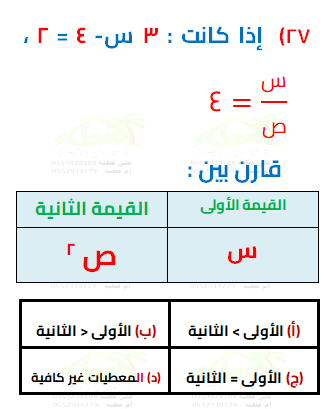 ٢٧) إذا كانت : ٣ س- ٤ = ٢ ،
س/ص = ٤
قارن بين :
القيمة الأولى القيمة الثانية
س ص ٢
(أ) الأولى > الثانية (ب) الأولى < الثانية
(ج) الأولى = الثانية (د) المعطيات غير كافية